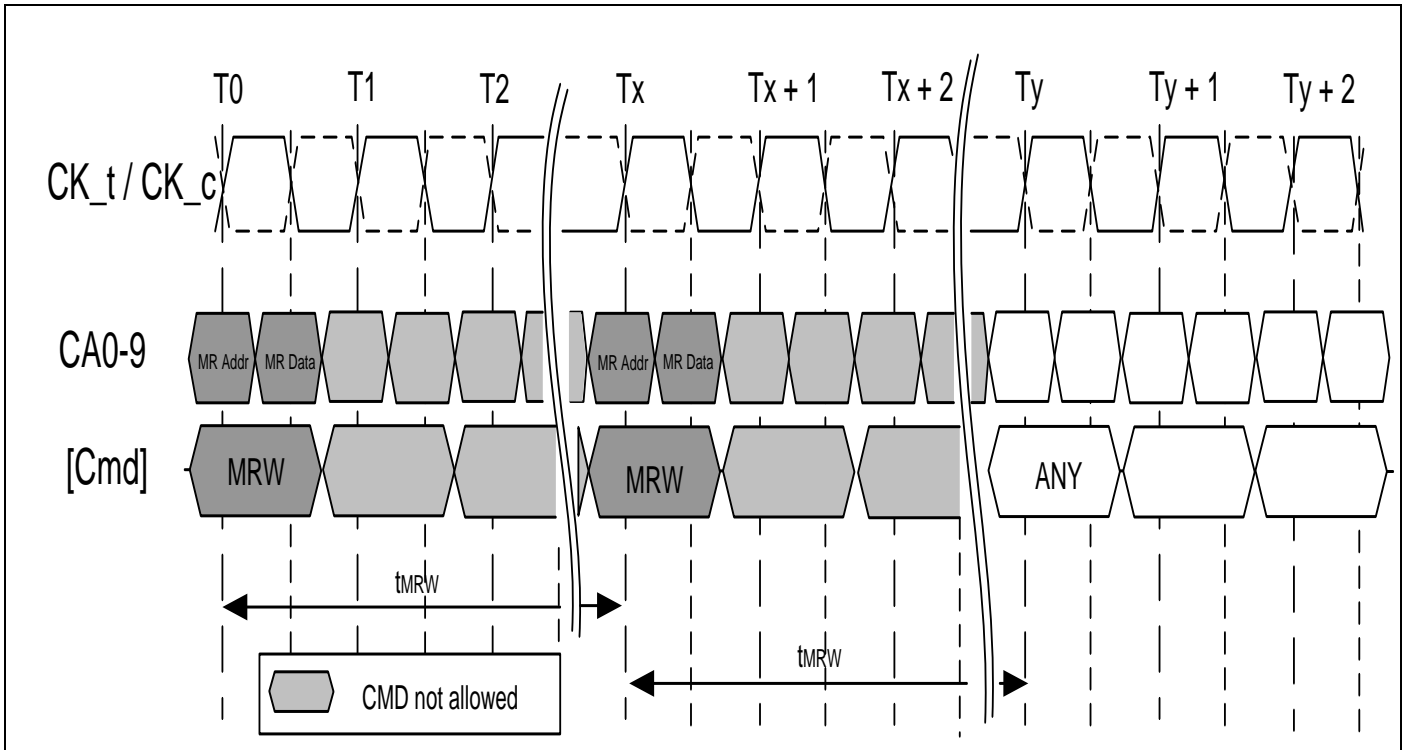 T0 T1 T2 Tx Tx + 1 Tx + 2 Ty Ty + 1 Ty + 2
CK_t / CK_c
CA0-9 MR Addr MR Data MR Addr MR Data
[Cmd] MRW MRW ANY
tMRW
tMRW
CMD not allowed